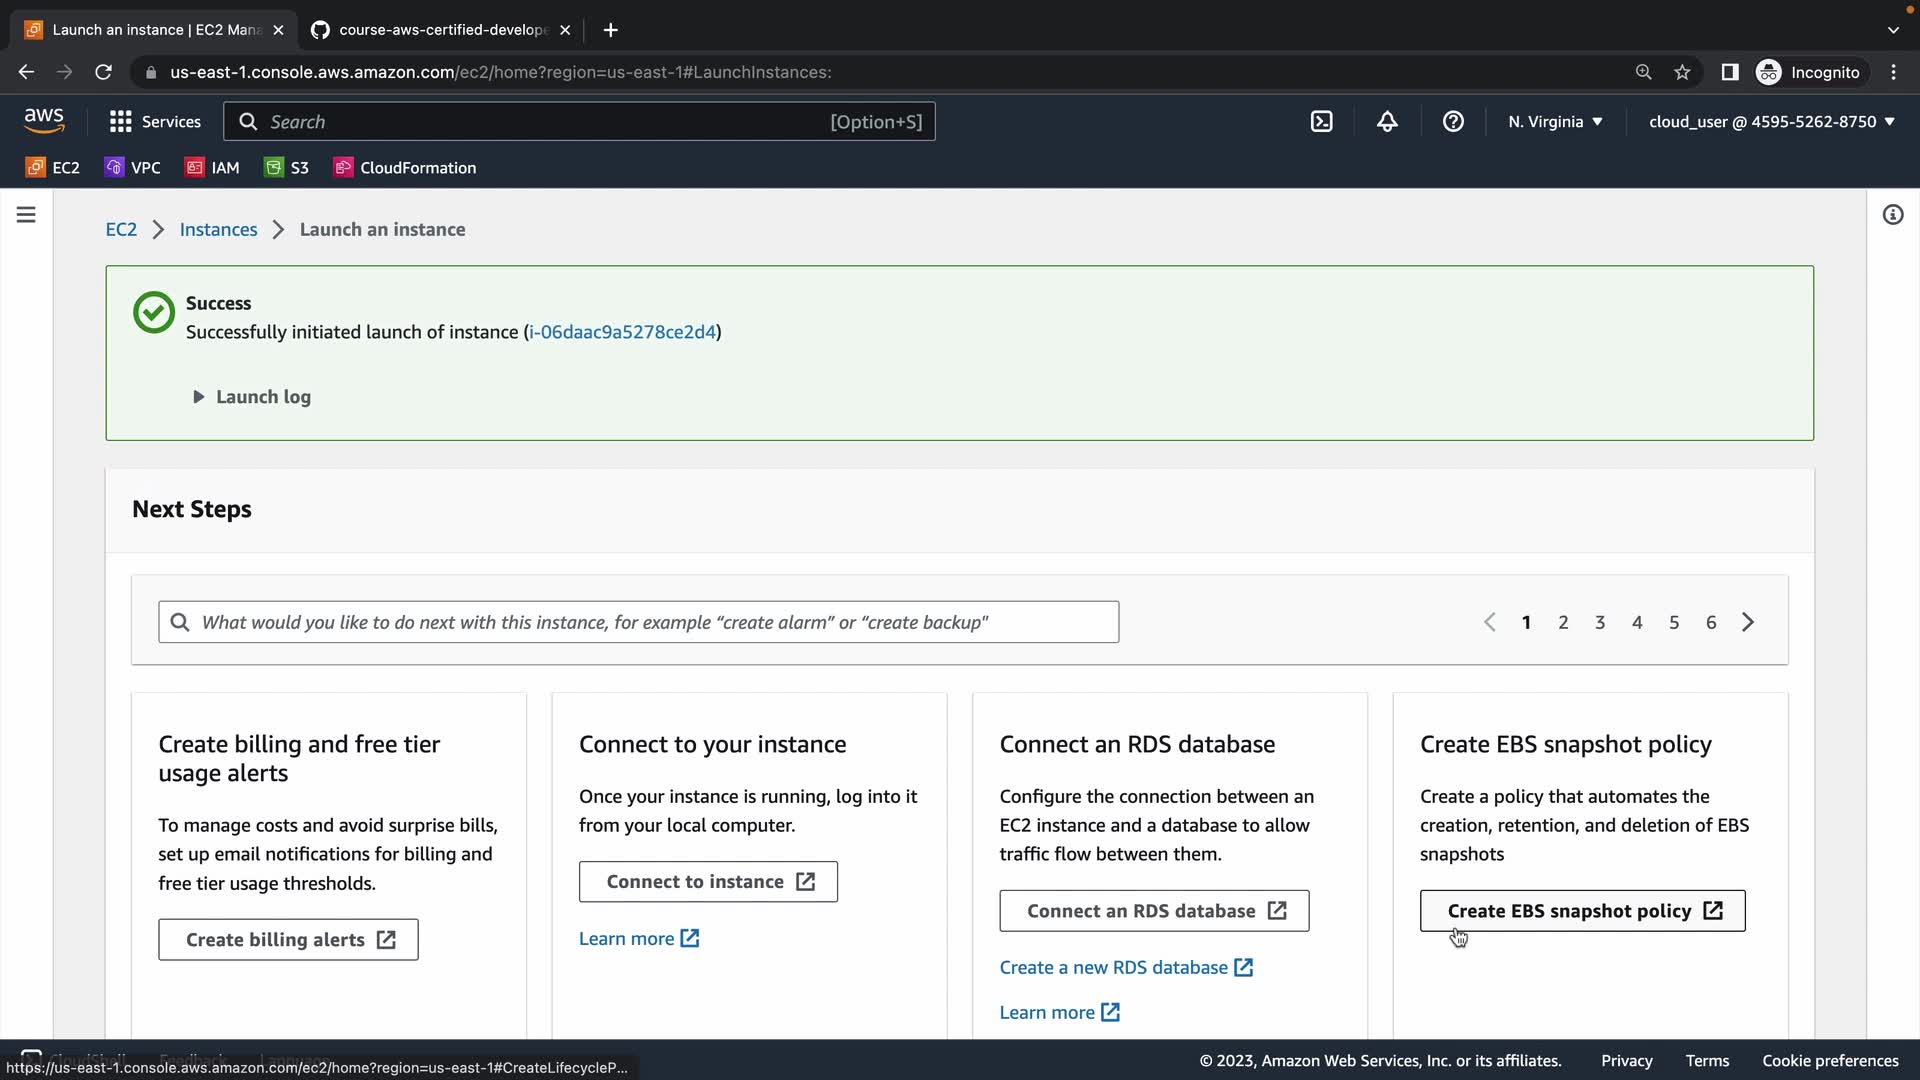 Launch an instance | EC2 Mana
course-aws-certified-develope
us-east-1.console.aws.amazon.com/ec2/home?region=us-east-1#LaunchInstances:
Incognito
aws
Services
Search
[Option+S]
N. Virginia
cloud_user @ 4595-5262-8750
EC2
VPC
IAM
S3
CloudFormation
EC2
Instances
Launch an instance
Success
Successfully initiated launch of instance (i-06daac9a5278ce2d4)
Launch log
Next Steps
What would you like to do next with this instance, for example “create alarm” or “create backup"
1 2 3 4 5 6
Create billing and free tier
usage alerts
To manage costs and avoid surprise bills,
set up email notifications for billing and
free tier usage thresholds.
Create billing alerts
Connect to your instance
Once your instance is running, log into it
from your local computer.
Connect to instance
Learn more
Connect an RDS database
Configure the connection between an
EC2 instance and a database to allow
traffic flow between them.
Connect an RDS database
Create a new RDS database
Learn more
Create EBS snapshot policy
Create a policy that automates the
creation, retention, and deletion of EBS
snapshots
Create EBS snapshot policy
CloudShell
Feedback
Language
https://us-east-1.console.aws.amazon.com/ec2/home?region=us-east-1#CreateLifecycleP...
© 2023, Amazon Web Services, Inc. or its affiliates.
Privacy
Terms
Cookie preferences